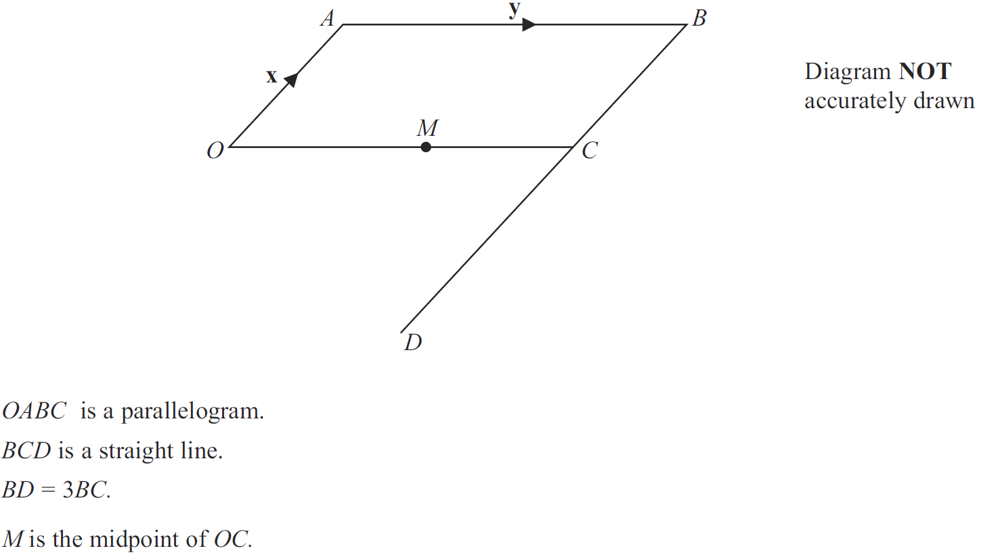 A
y
B
x
Diagram NOT
accurately drawn
M
O
C
D
OABC is a parallelogram.
BCD is a straight line.
BD = 3BC.
M is the midpoint of OC.